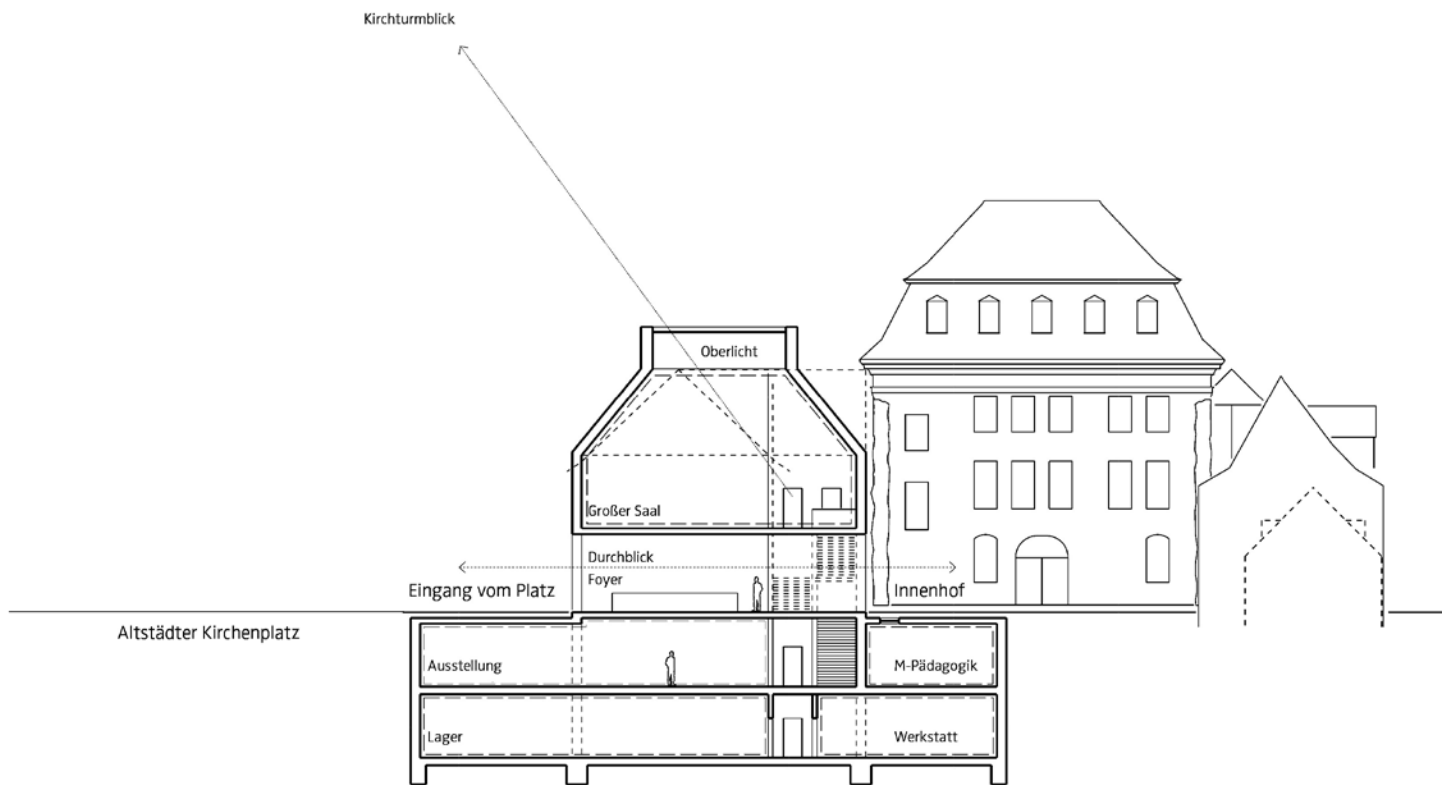 Kirchturmblick
Oberlicht
Großer Saal
Durchblick
Foyer
Eingang vom Platz
Innenhof
Altstädter Kirchenplatz
Ausstellung
M-Pädagogik
Lager
Werkstatt